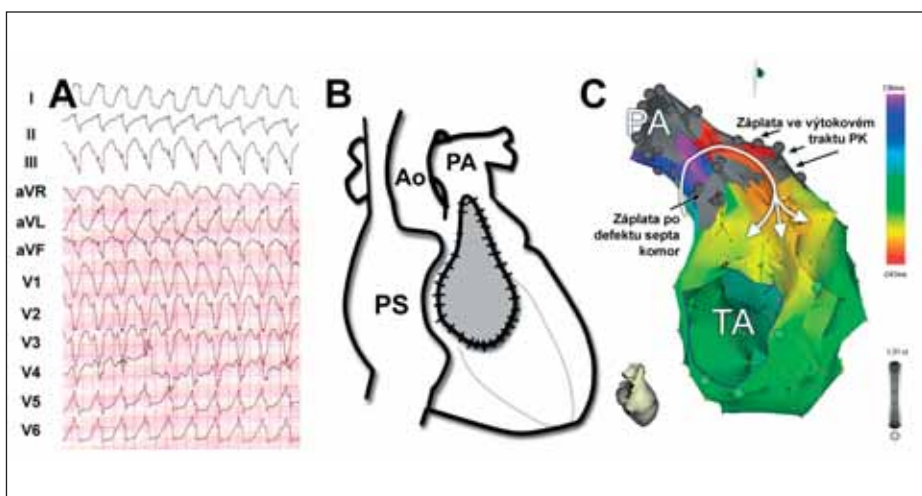 A
I
II
III
aVR
aVL
aVF
V1
V2
V3
V4
V5
V6
B
Ao
PA
PS
C
PA
Záplata ve výtokovém
traktu PK
Záplata po
defektu septa
komor
TA